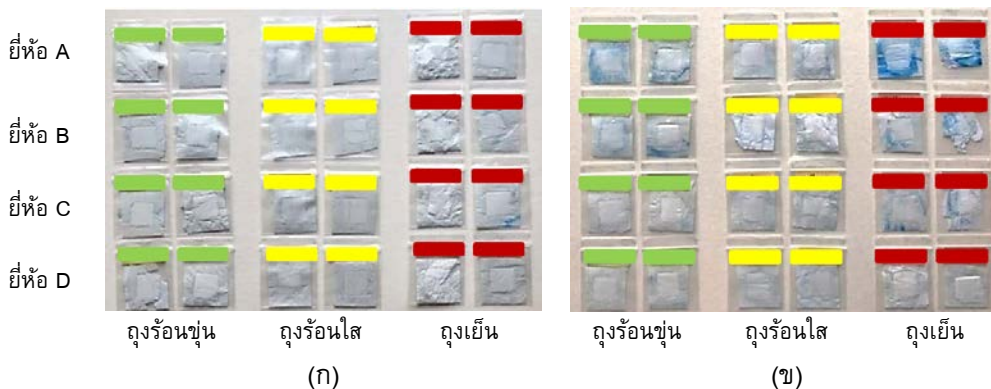 ยี่ห้อ A
ยี่ห้อ B
ยี่ห้อ C
ยี่ห้อ D
ถุงร้อนขุ่น ถุงร้อนใส ถุงเย็น
ถุงร้อนขุ่น ถุงร้อนใส ถุงเย็น
(ก) (ข)